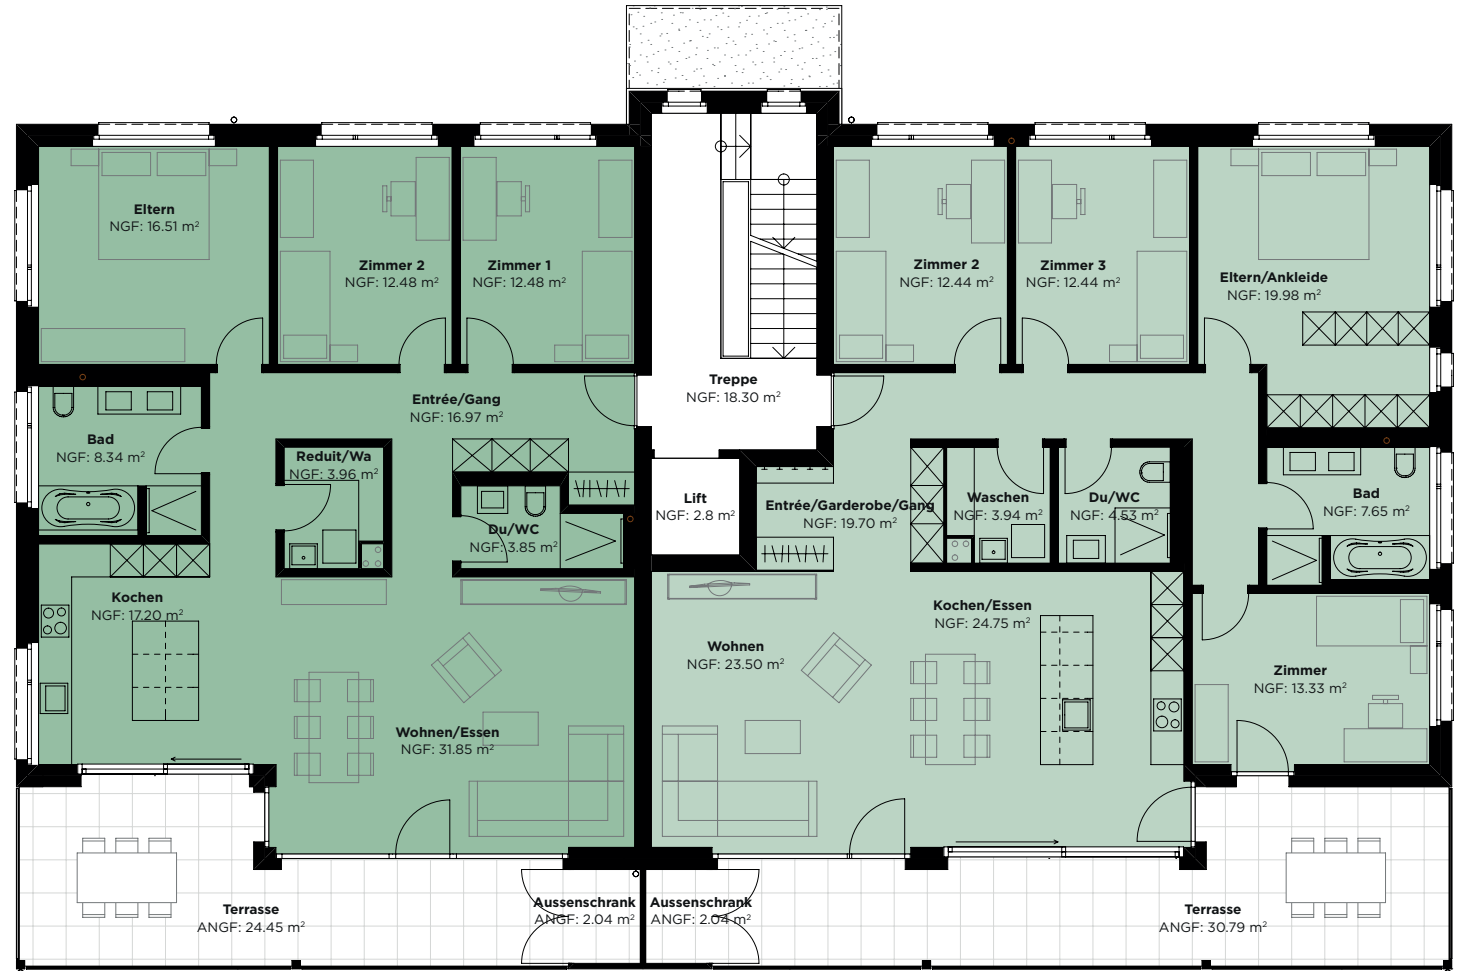 Eltern
NGF: 16.51 m²
Zimmer 2
NGF: 12.48 m²
Zimmer 1
NGF: 12.48 m²
Zimmer 2
NGF: 12.44 m²
Zimmer 3
NGF: 12.44 m²
Eltern/Ankleide
NGF: 19.98 m²
Treppe
NGF: 18.30 m²
Entrée/Gang
NGF: 16.97 m²
Bad
NGF: 8.34 m²
Reduit/Wa
NGF: 3.96 m²
Du/WC
NGF: 3.85 m²
Lift
NGF: 2.8 m²
Entrée/Garderobe/Gang
NGF: 19.70 m²
Waschen
NGF: 3.94 m²
Du/WC
NGF: 4.53 m²
Bad
NGF: 7.65 m²
Kochen
NGF: 17.20 m²
Kochen/Essen
NGF: 24.75 m²
Wohnen
NGF: 23.50 m²
Zimmer
NGF: 13.33 m²
Wohnen/Essen
NGF: 31.85 m²
Terrasse
ANGF: 24.45 m²
Aussenschrank
ANGF: 2.04 m²
Aussenschrank
ANGF: 2.04 m²
Terrasse
ANGF: 30.79 m²